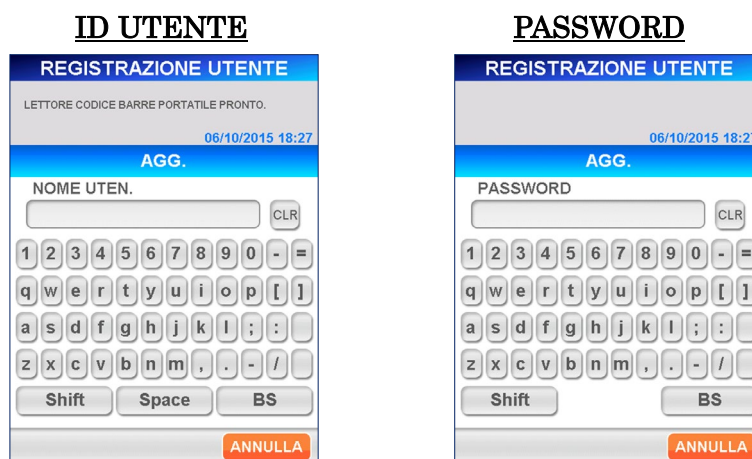 ID UTENTE
REGISTRAZIONE UTENTE
LETTORE CODICE BARRE PORTATILE PRONTO.
06/10/2015 18:27
AGG.
NOME UTEN.
CLR
1 2 3 4 5 6 7 8 9 0 - =
q w e r t y u i o p [ ]
a s d f g h j k l ; :
z x c v b n m , . - /
Shift Space BS
ANNULLA
PASSWORD
REGISTRAZIONE UTENTE
06/10/2015 18:27
AGG.
PASSWORD
CLR
1 2 3 4 5 6 7 8 9 0 - =
q w e r t y u i o p [ ]
a s d f g h j k l ; :
z x c v b n m , . - /
Shift BS
ANNULLA